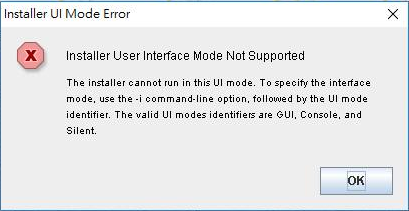 Installer UI Mode Error
Installer User Interface Mode Not Supported
The installer cannot run in this UI mode. To specify the interface
mode, use the -i command-line option, followed by the UI mode
identifier. The valid UI modes identifiers are GUI, Console, and
Silent.
OK